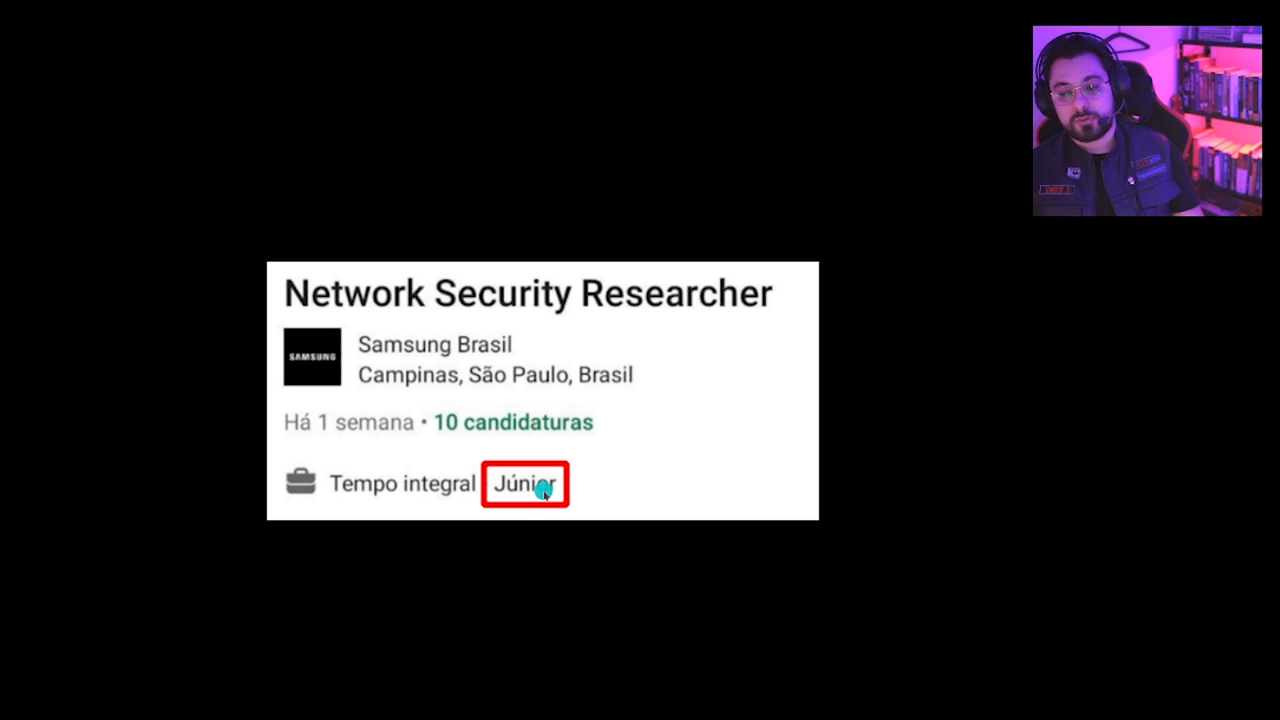 Network Security Researcher
SAMSUNG
Samsung Brasil
Campinas, São Paulo, Brasil
Há 1 semana • 10 candidaturas
Tempo integral Júnior